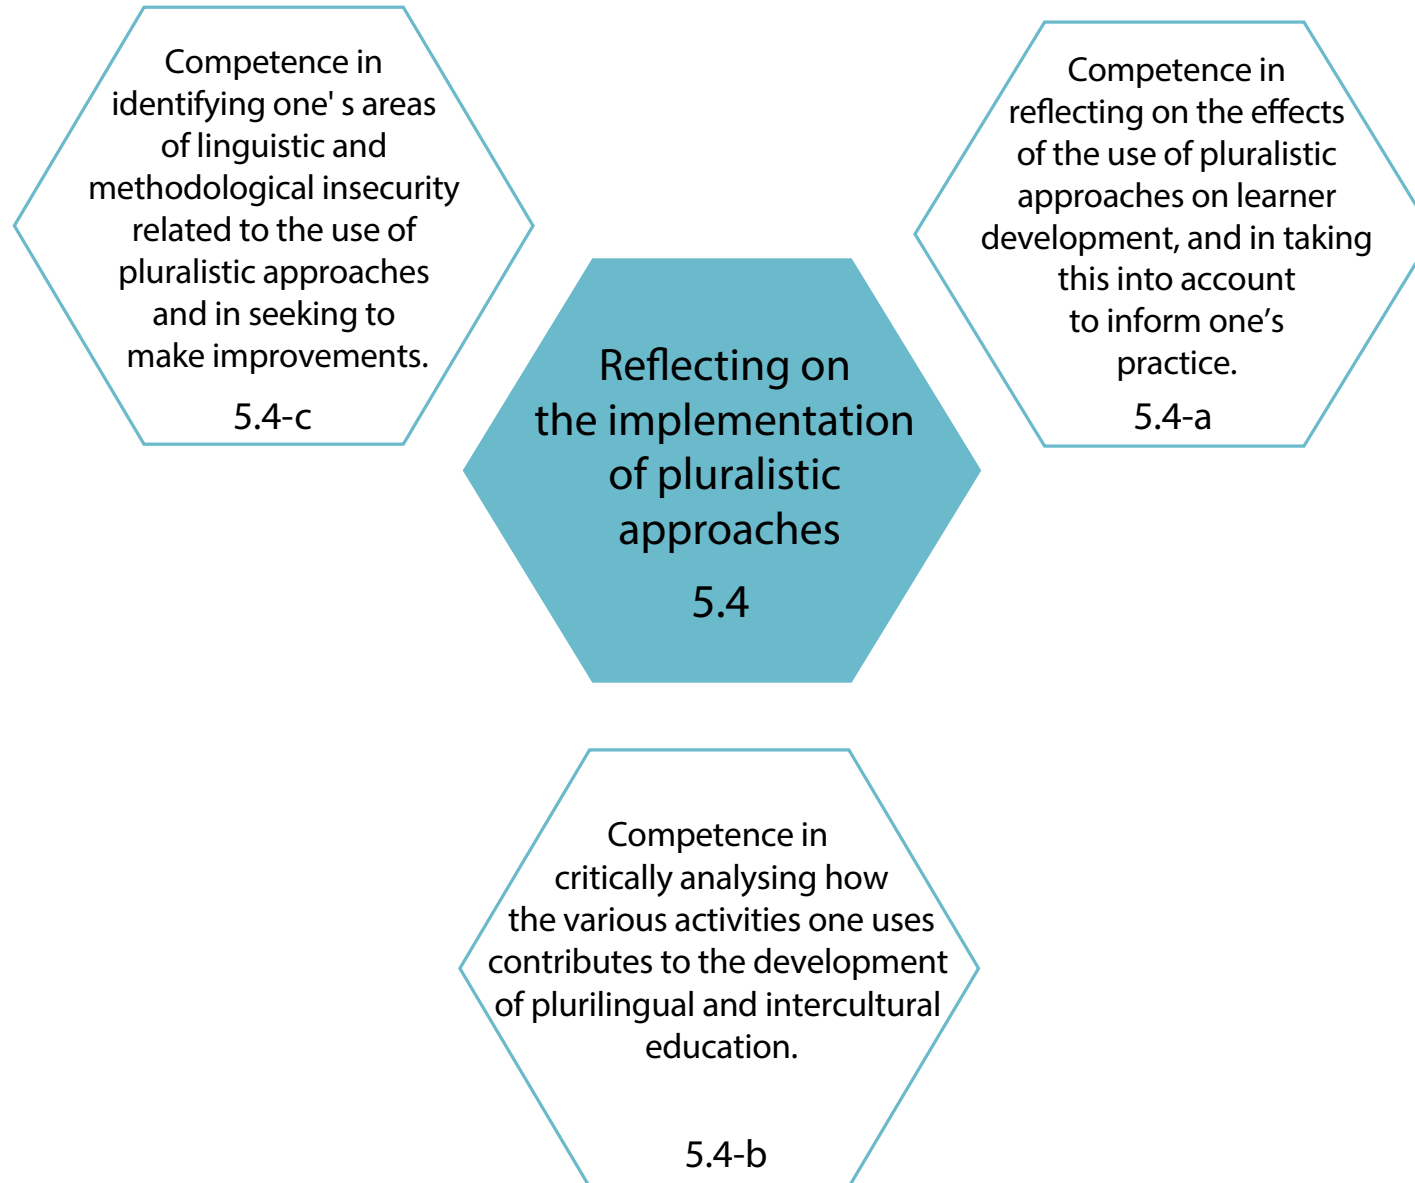 Competence in
identifying one' s areas
of linguistic and
methodological insecurity
related to the use of
pluralistic approaches
and in seeking to
make improvements.
5.4-c
Competence in
reflecting on the effects
of the use of pluralistic
approaches on learner
development, and in taking
this into account
to inform one’s
practice.
5.4-a
Reflecting on
the implementation
of pluralistic
approaches
5.4
Competence in
critically analysing how
the various activities one uses
contributes to the development
of plurilingual and intercultural
education.
5.4-b